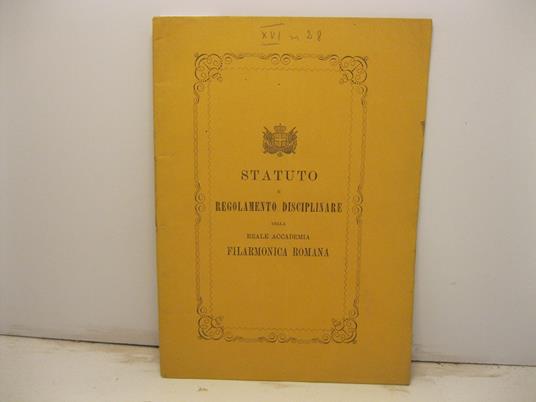 XVI n 28
STATUTO
E
REGOLAMENTO DISCIPLINARE
DELLA
REALE ACCADEMIA
FILARMONICA ROMANA